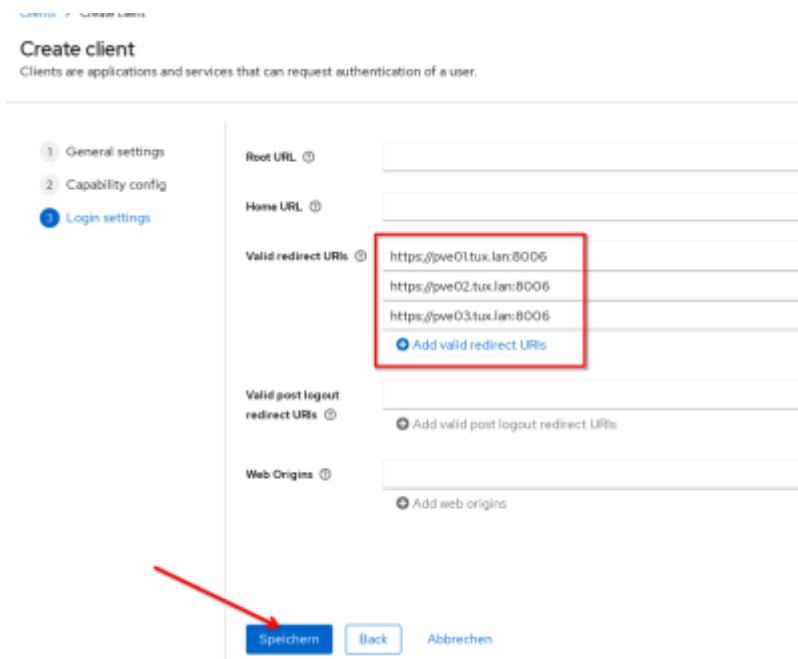 Clients > Create client
Create client
Clients are applications and services that can request authentication of a user.
1 General settings
2 Capability config
3 Login settings
Root URL
Home URL
Valid redirect URIs
https://pve01.tux.lan:8006
https://pve02.tux.lan:8006
https://pve03.tux.lan:8006
Add valid redirect URIs
Valid post logout
redirect URIs
Add valid post logout redirect URIs
Web Origins
Add web origins
Speichern Back Abbrechen